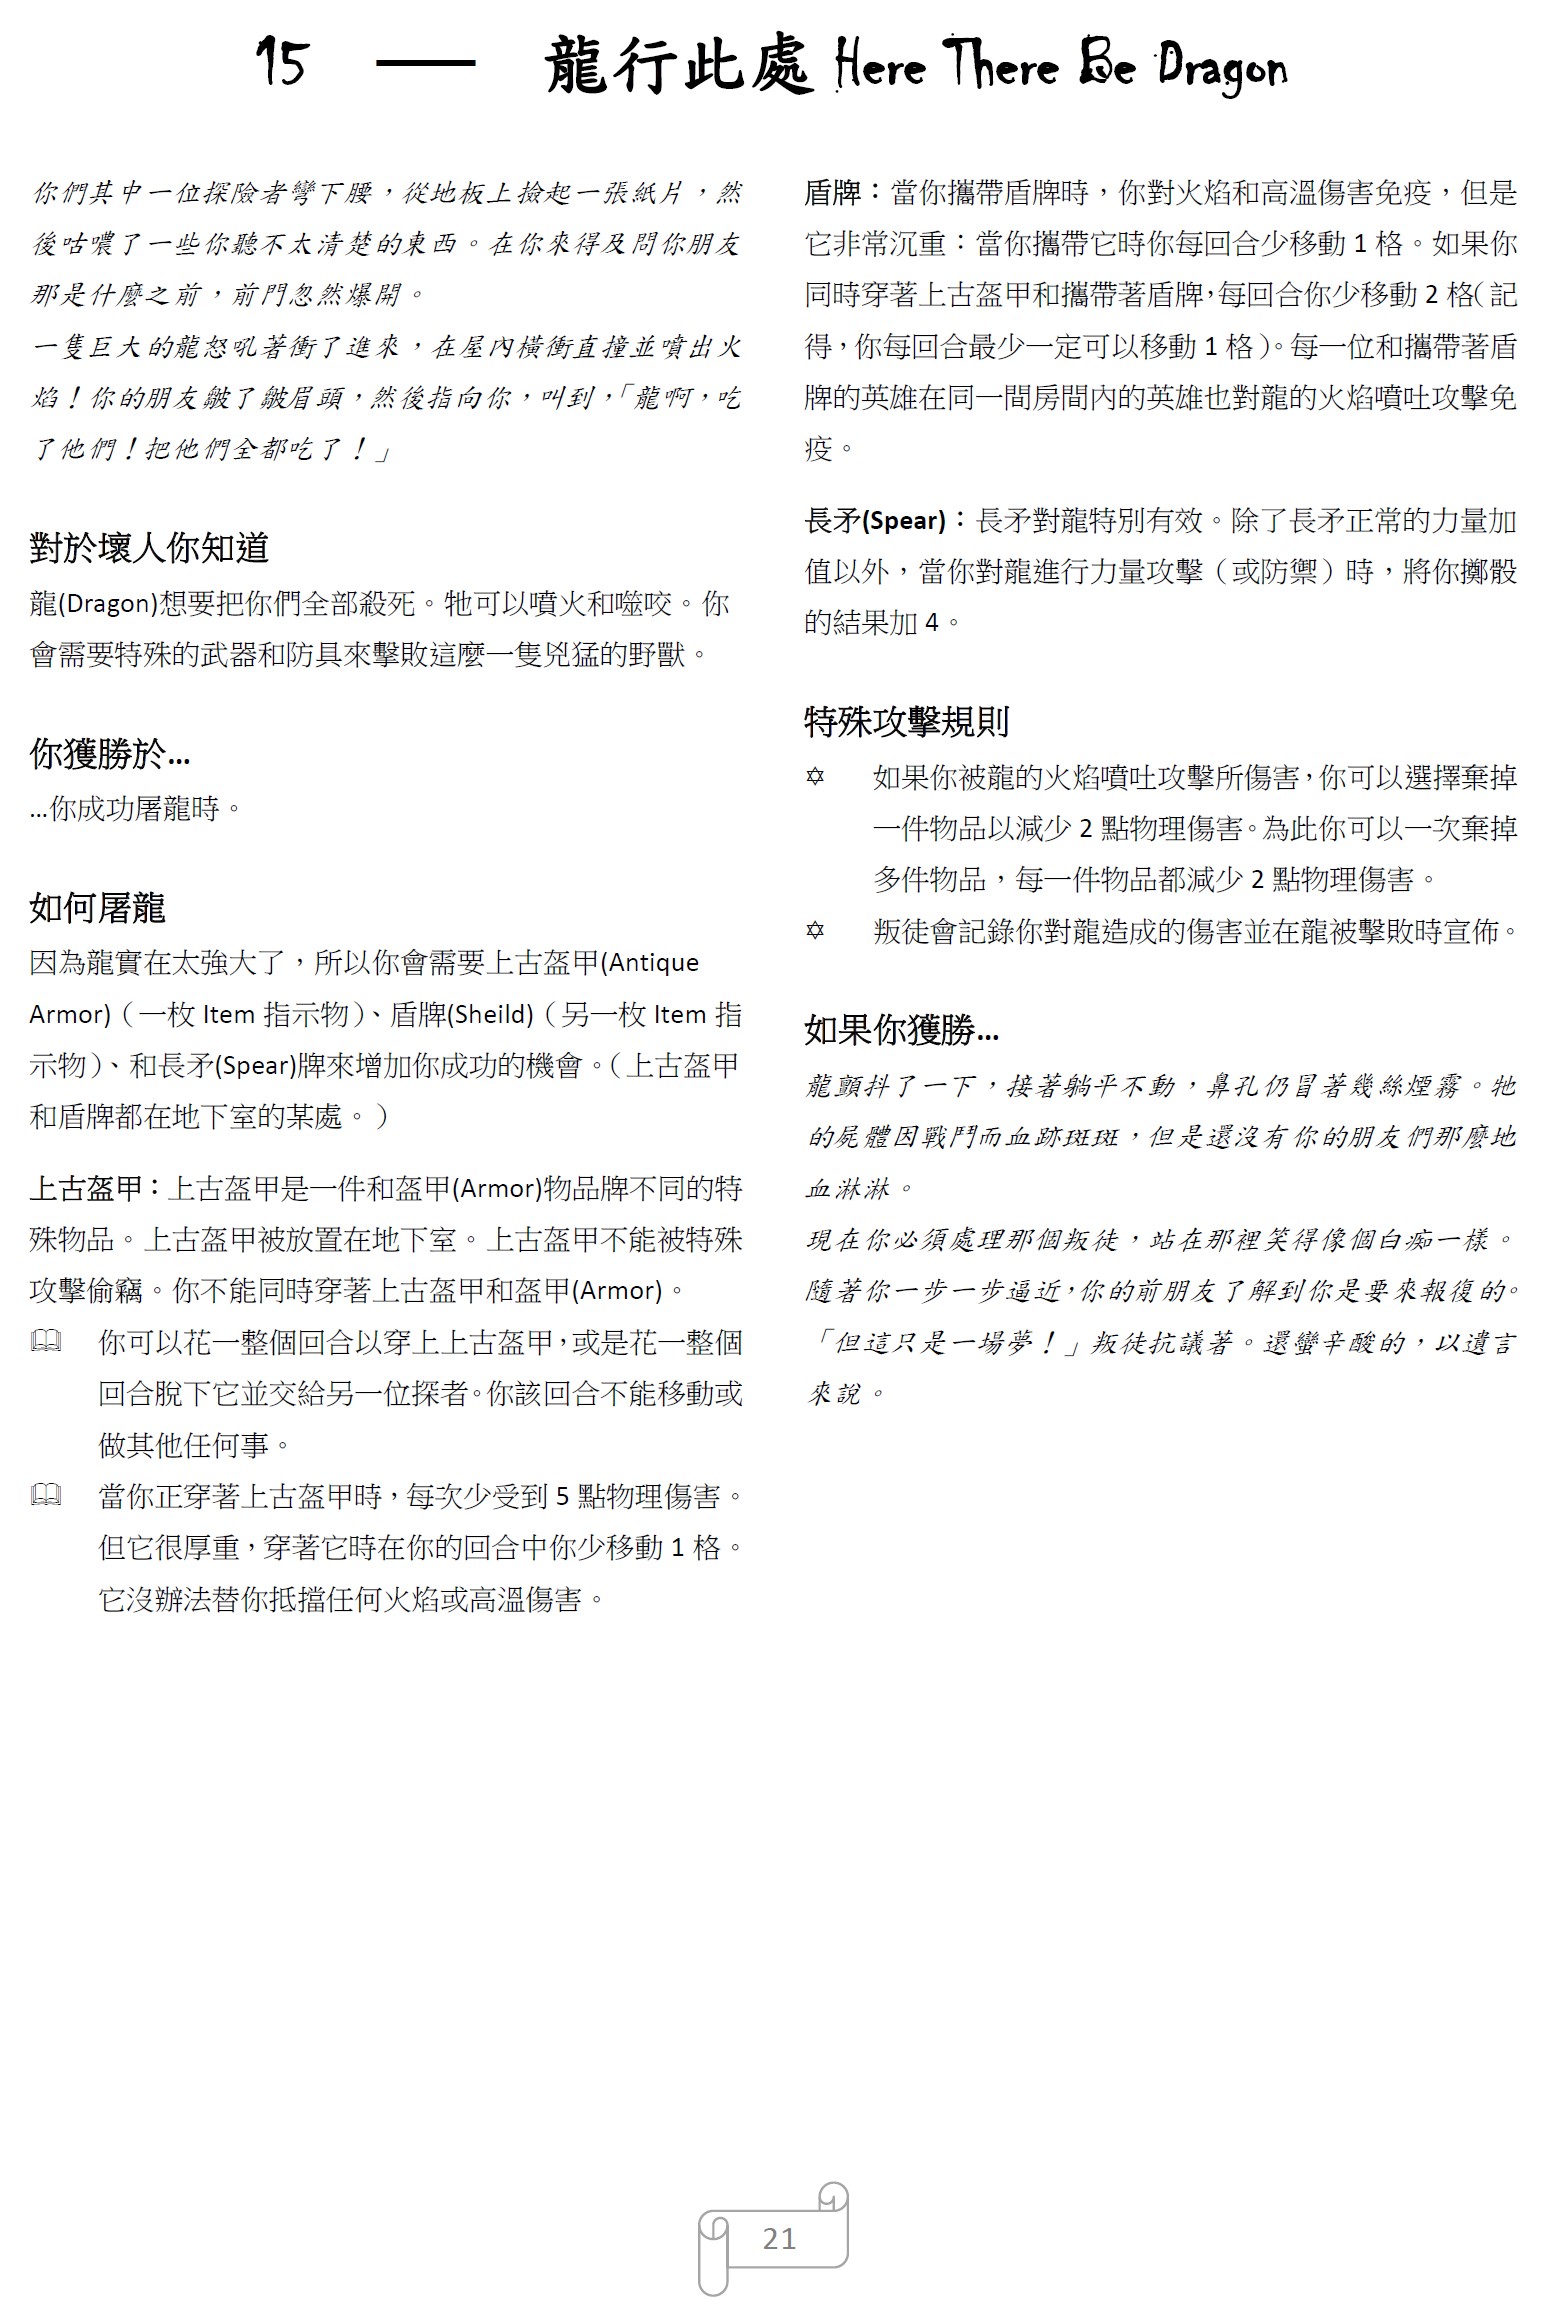 15 — 龍行此處 Here There Be Dragon
你們其中一位探險者彎下腰，從地板上撿起一張紙片，然
後咕噥了一些你聽不太清楚的東西。在你來得及問你朋友
那是什麼之前，前門忽然爆開。
一隻巨大的龍怒吼著衝了進來，在屋內橫衝直撞並噴出火
焰！你的朋友皺了皺眉頭，然後指向你，叫到，「龍啊，吃
了他們！把他們全都吃了！」
對於壞人你知道
龍(Dragon)想要把你們全部殺死。牠可以噴火和噬咬。你
會需要特殊的武器和防具來擊敗這麼一隻兇猛的野獸。
你獲勝於…
…你成功屠龍時。
如何屠龍
因為龍實在太強大了，所以你會需要上古盔甲(Antique
Armor)（一枚 Item 指示物）、盾牌(Sheild)（另一枚 Item 指
示物）、和長矛(Spear)牌來增加你成功的機會。（上古盔甲
和盾牌都在地下室的某處。）
上古盔甲：上古盔甲是一件和盔甲(Armor)物品牌不同的特
殊物品。上古盔甲被放置在地下室。上古盔甲不能被特殊
攻擊偷竊。你不能同時穿著上古盔甲和盔甲(Armor)。
🕮 你可以花一整個回合以穿上上古盔甲，或是花一整個
回合脫下它並交給另一位探者。你該回合不能移動或
做其他任何事。
🕮 當你正穿著上古盔甲時，每次少受到 5 點物理傷害。
但它很厚重，穿著它時在你的回合中你少移動 1 格。
它沒辦法替你抵擋任何火焰或高溫傷害。
盾牌：當你攜帶盾牌時，你對火焰和高溫傷害免疫，但是
它非常沉重：當你攜帶它時你每回合少移動 1 格。如果你
同時穿著上古盔甲和攜帶著盾牌，每回合你少移動 2 格（記
得，你每回合最少一定可以移動 1 格）。每一位和攜帶著盾
牌的英雄在同一間房間內的英雄也對龍的火焰噴吐攻擊免
疫。
長矛(Spear)：長矛對龍特別有效。除了長矛正常的力量加
值以外，當你對龍進行力量攻擊（或防禦）時，將你擲骰
的結果加 4。
特殊攻擊規則
✡ 如果你被龍的火焰噴吐攻擊所傷害，你可以選擇棄掉
一件物品以減少 2 點物理傷害。為此你可以一次棄掉
多件物品，每一件物品都減少 2 點物理傷害。
✡ 叛徒會記錄你對龍造成的傷害並在龍被擊敗時宣佈。
如果你獲勝…
龍顫抖了一下，接著躺平不動，鼻孔仍冒著幾絲煙霧。牠
的屍體因戰鬥而血跡斑斑，但是還沒有你的朋友們那麼地
血淋淋。
現在你必須處理那個叛徒，站在那裡笑得像個白痴一樣。
隨著你一步一步逼近，你的前朋友了解到你是要來報復的。
「但這只是一場夢！」叛徒抗議著。還蠻辛酸的，以遺言
來說。
21